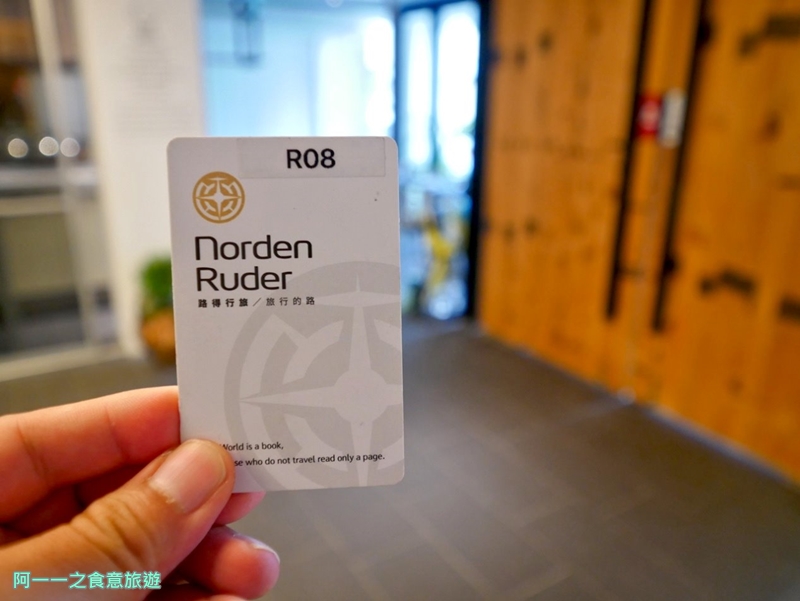 R08
Norden
Ruder
路得行旅／旅行的路
World is a book,
se who do not travel read only a page.
阿一一之食意旅遊